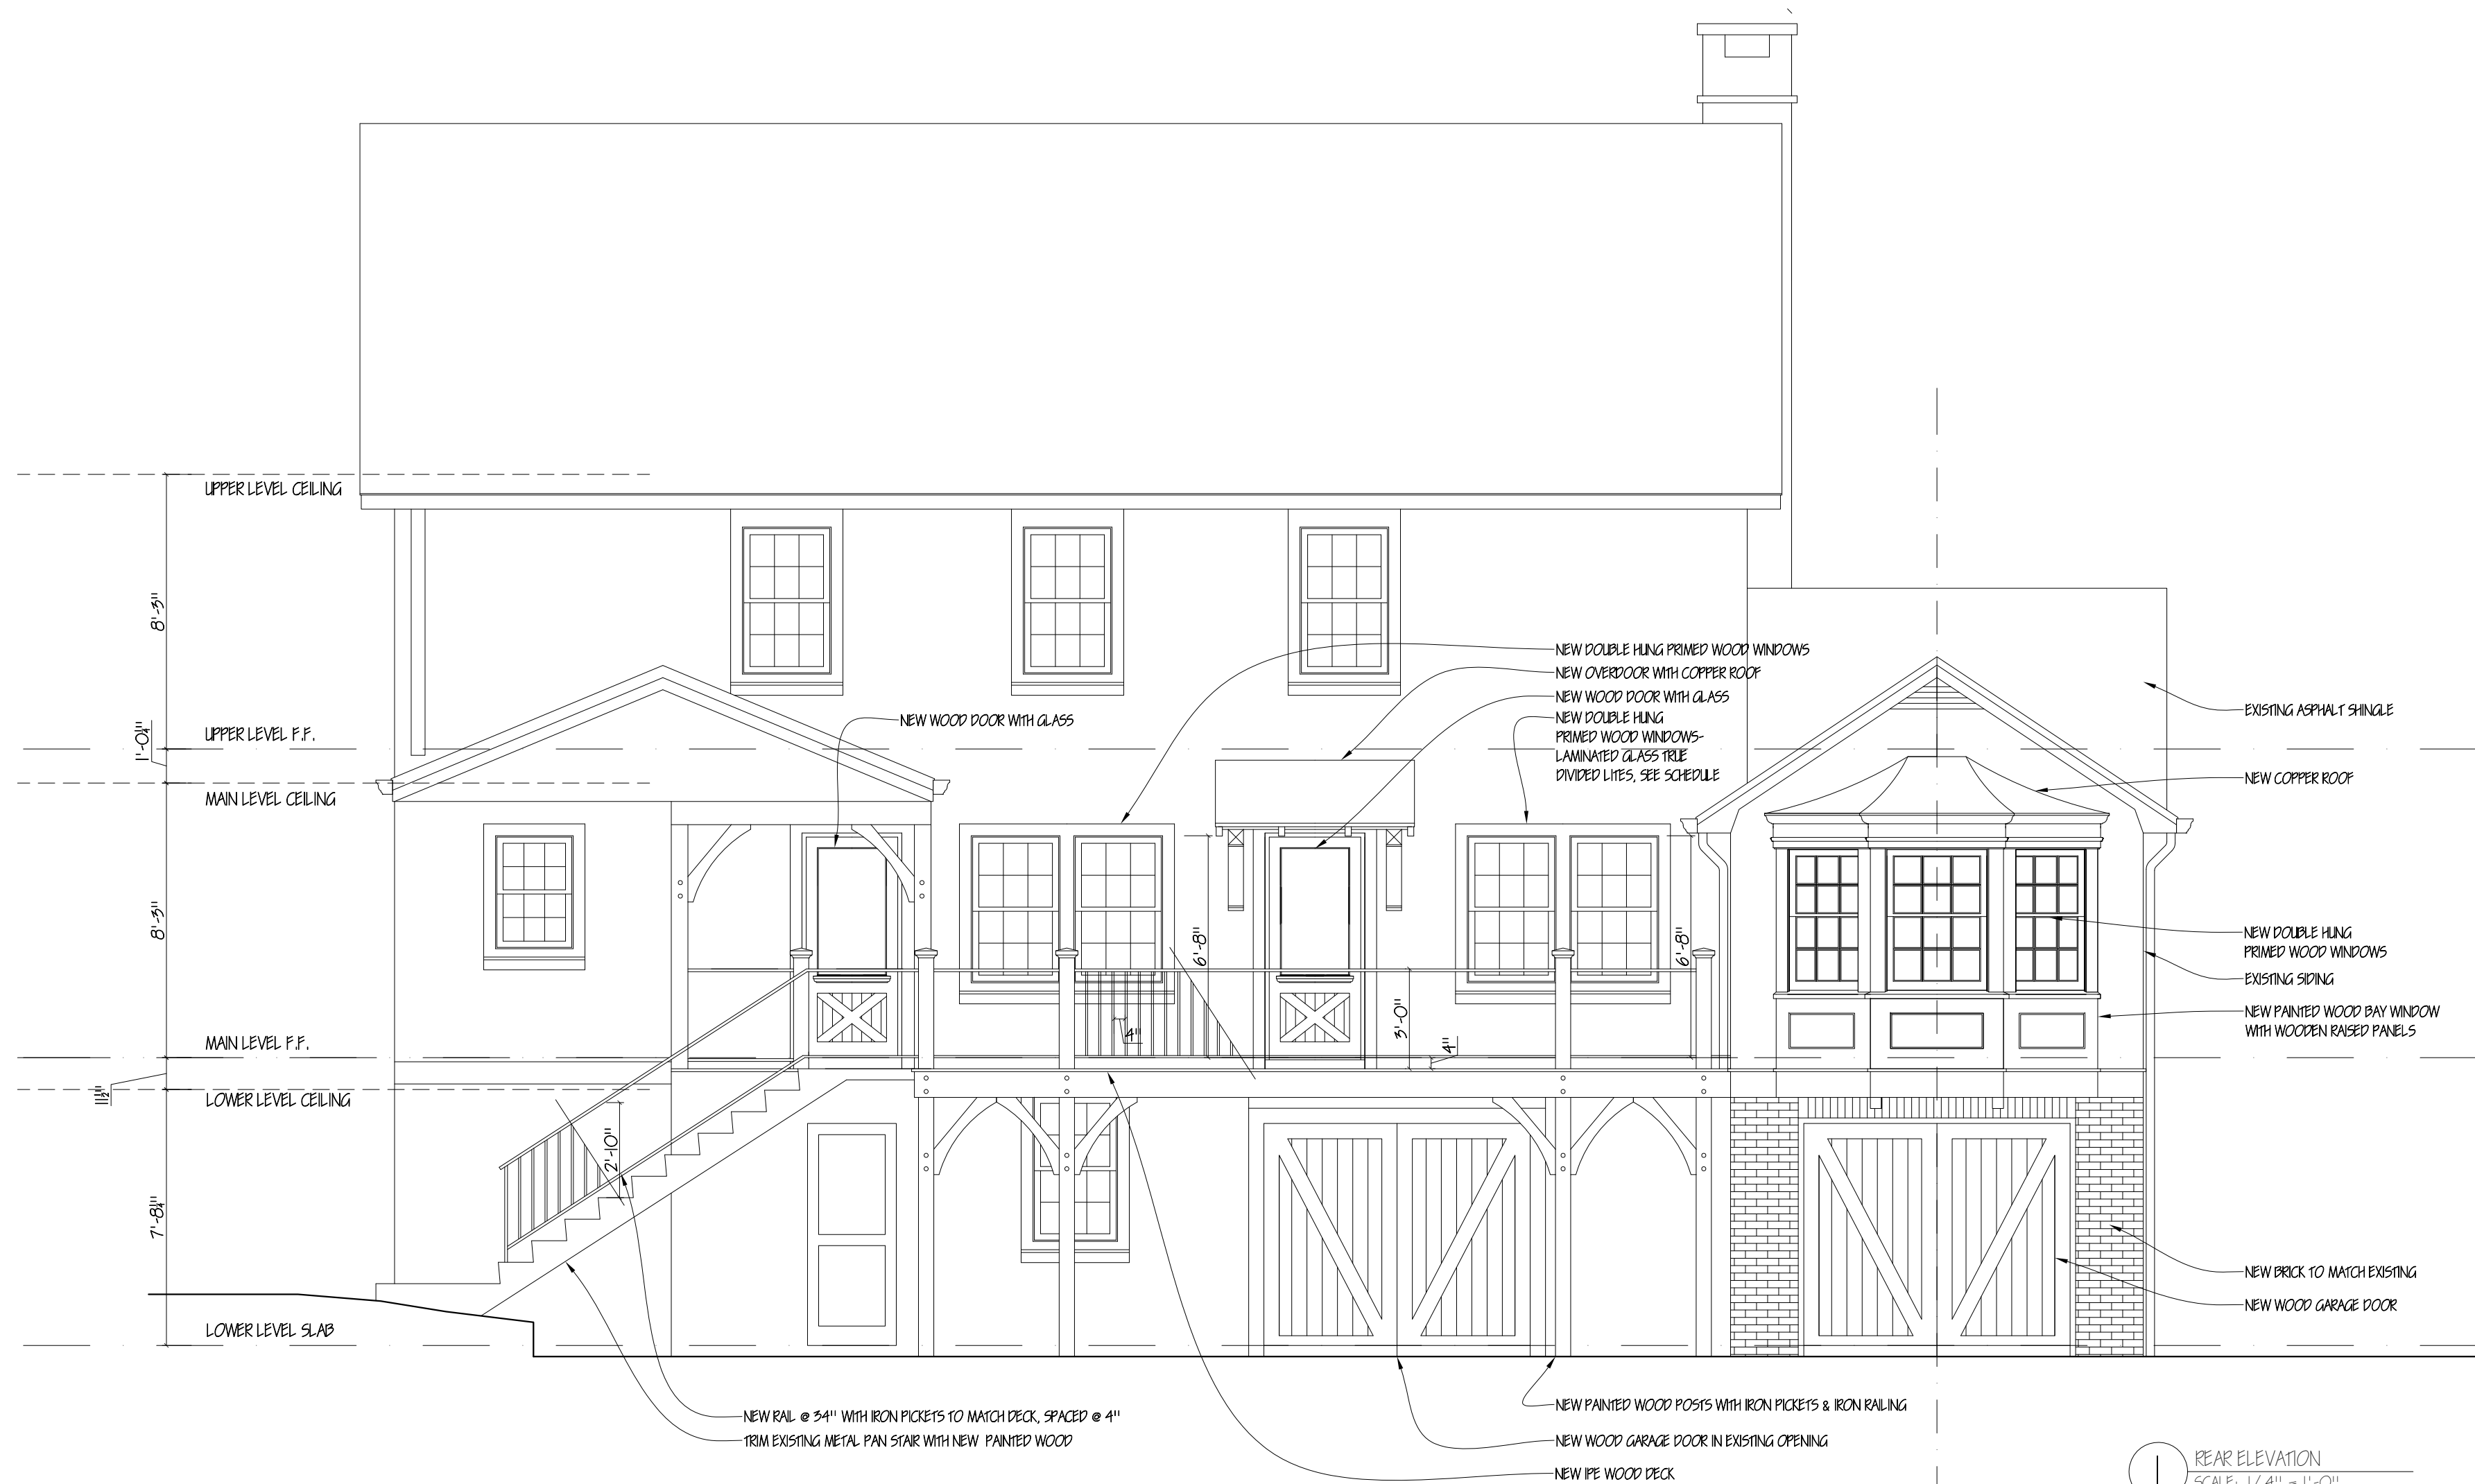 UPPER LEVEL CEILING
8'-3"
UPPER LEVEL F.F.
1'-0¼"
MAIN LEVEL CEILING
8'-3"
MAIN LEVEL F.F.
11½"
LOWER LEVEL CEILING
7'-8¼"
LOWER LEVEL SLAB
NEW WOOD DOOR WITH GLASS
NEW DOUBLE HUNG PRIMED WOOD WINDOWS
NEW OVERDOOR WITH COPPER ROOF
NEW WOOD DOOR WITH GLASS
NEW DOUBLE HUNG
PRIMED WOOD WINDOWS-
LAMINATED GLASS TRUE
DIVIDED LITES, SEE SCHEDULE
6'-8"
6'-8"
3'-0"
4"
4"
2'-10"
EXISTING ASPHALT SHINGLE
NEW COPPER ROOF
NEW DOUBLE HUNG
PRIMED WOOD WINDOWS
EXISTING SIDING
NEW PAINTED WOOD BAY WINDOW
WITH WOODEN RAISED PANELS
NEW BRICK TO MATCH EXISTING
NEW WOOD GARAGE DOOR
NEW RAIL @ 34" WITH IRON PICKETS TO MATCH DECK, SPACED @ 4"
TRIM EXISTING METAL PAN STAIR WITH NEW PAINTED WOOD
NEW PAINTED WOOD POSTS WITH IRON PICKETS & IRON RAILING
NEW WOOD GARAGE DOOR IN EXISTING OPENING
NEW IPE WOOD DECK
1
REAR ELEVATION
SCALE: 1/4" = 1'-0"